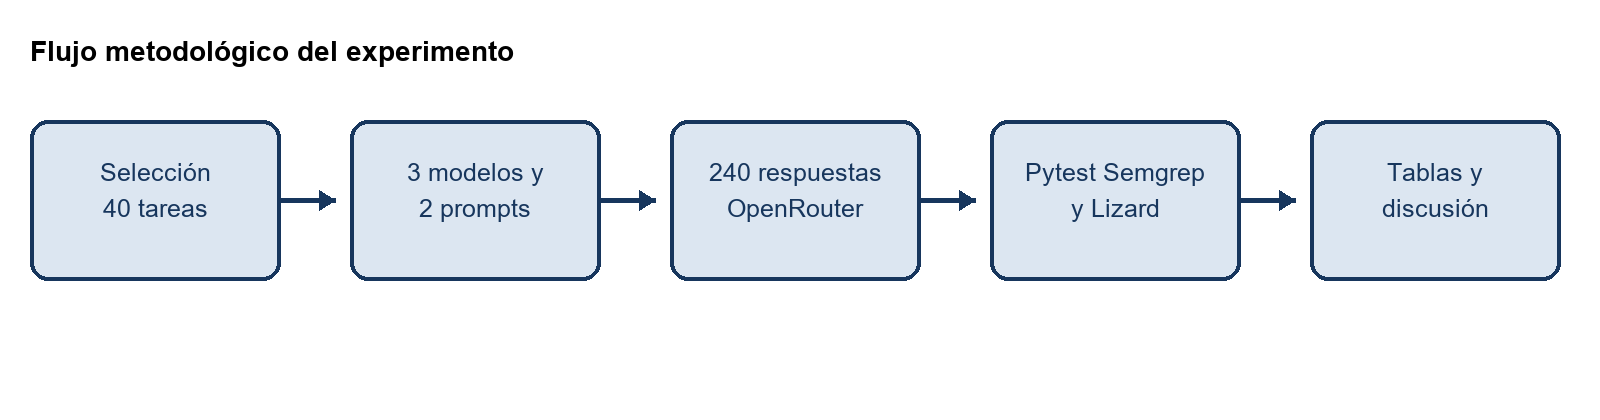 Flujo metodológico del experimento
Selección
40 tareas
3 modelos y
2 prompts
240 respuestas
OpenRouter
Pytest Semgrep
y Lizard
Tablas y
discusión